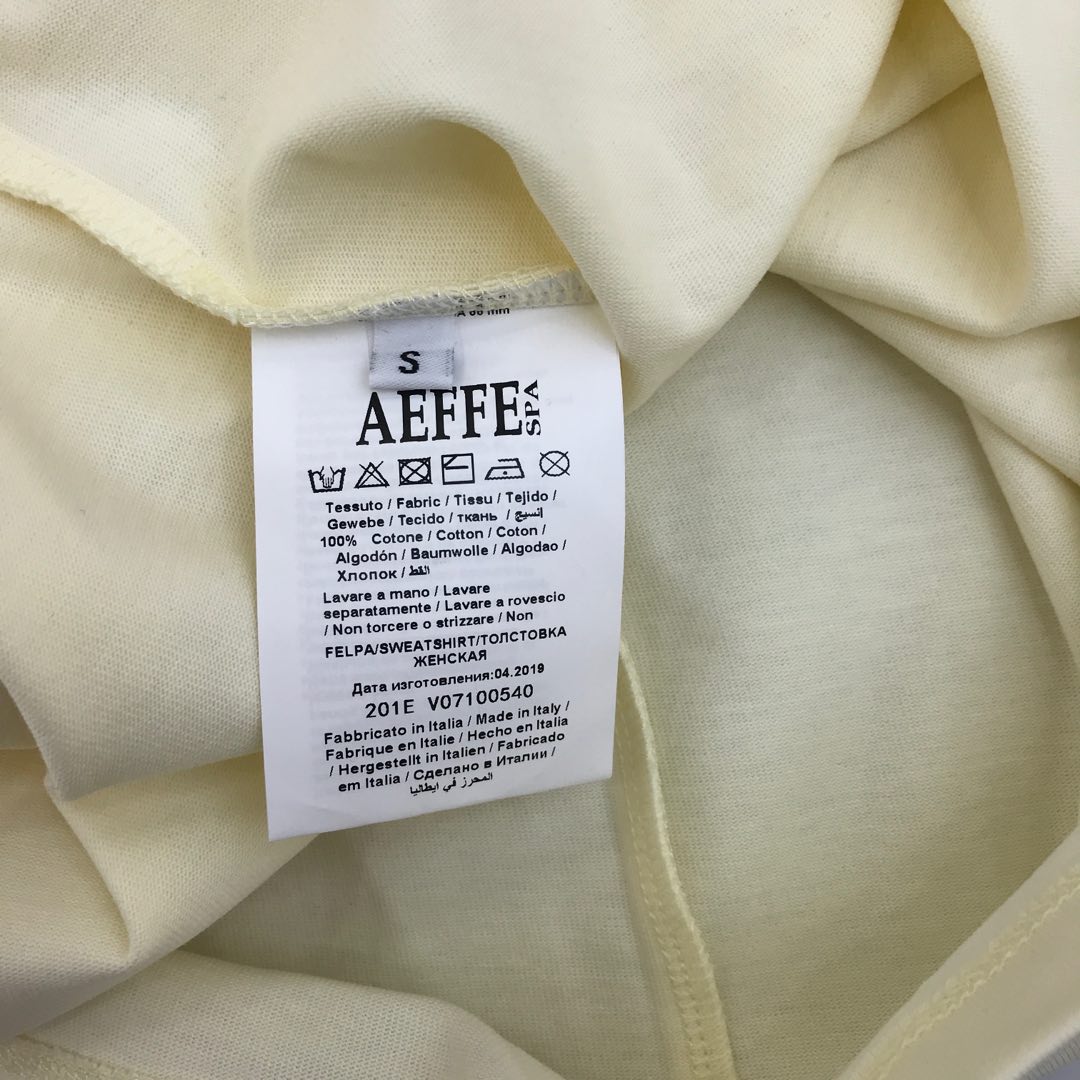 66 mm
S
AEFFE SPA
Tessuto / Fabric / Tissu / Tejido /
Gewebe / Tecido / ткань / انسيج
100% Cotone / Cotton / Coton /
Algodón / Baumwolle / Algodao /
Хлопок / القط
Lavare a mano / Lavare
separatamente / Lavare a rovescio
/ Non torcere o strizzare / Non
FELPA/SWEATSHIRT/ТОЛСТОВКА
ЖЕНСКАЯ
Дата изготовления:04.2019
201E V07100540
Fabbricato in Italia / Made in Italy /
Fabrique en Italie / Hecho en Italia
/ Hergestellt in Italien / Fabricado
em Italia / Сделано в Италии /
المحرز في ايطاليا